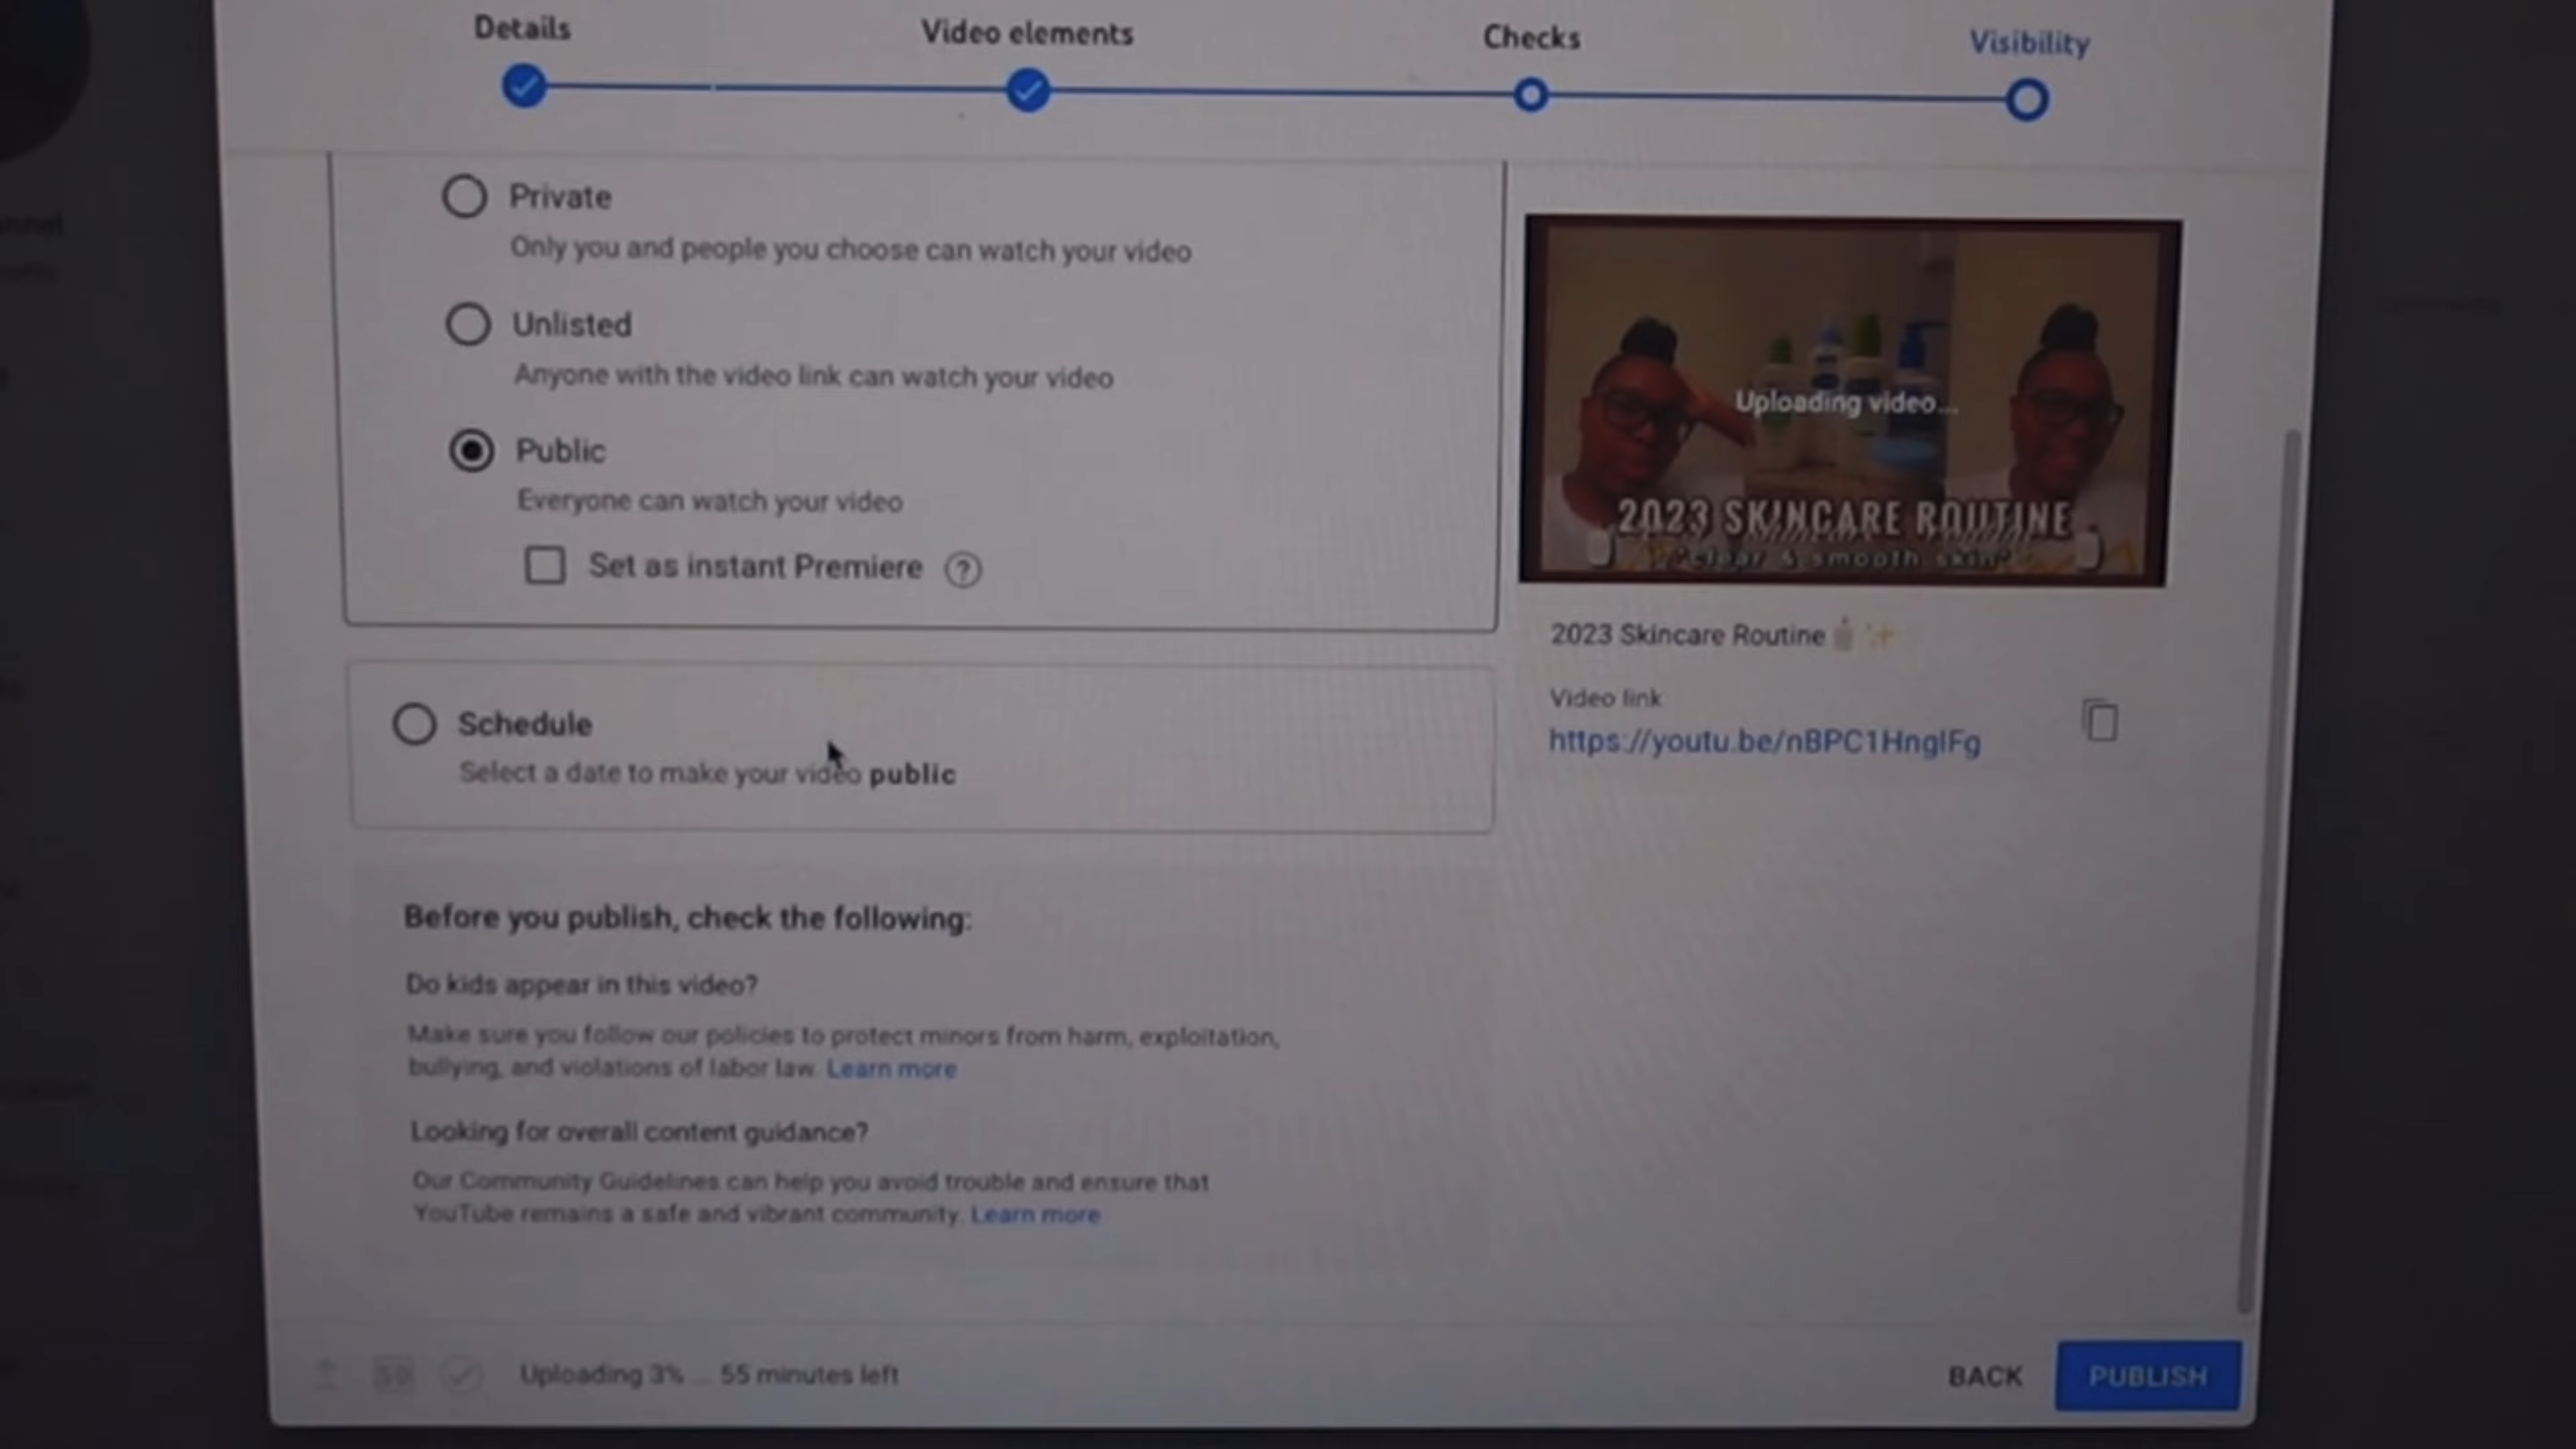 Details
Video elements
Checks
Visibility
Private
Only you and people you choose can watch your video
Unlisted
Anyone with the video link can watch your video
Public
Everyone can watch your video
Set as instant Premiere ?
Schedule
Select a date to make your video public
Before you publish, check the following:
Do kids appear in this video?
Make sure you follow our policies to protect minors from harm, exploitation,
bullying, and violations of labor law. Learn more
Looking for overall content guidance?
Our Community Guidelines can help you avoid trouble and ensure that
YouTube remains a safe and vibrant community. Learn more
Uploading video...
2023 SKINCARE ROUTINE
*clear & smooth skin*
2023 Skincare Routine
Video link
https://youtu.be/nBPC1HngIFg
SD
Uploading 3% ... 55 minutes left
BACK
PUBLISH